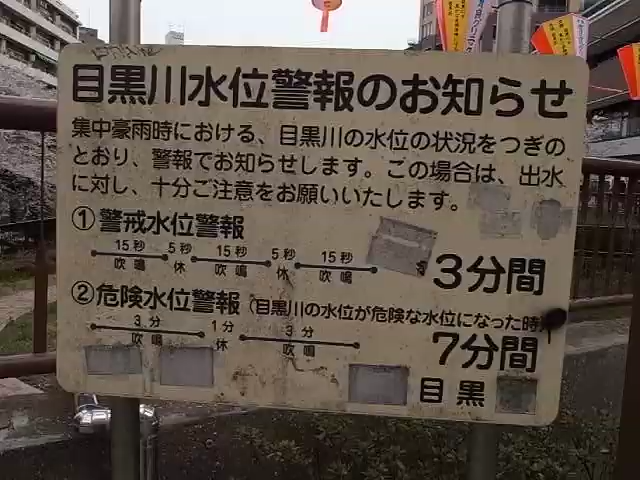 目黒川水位警報のお知らせ
集中豪雨時における、目黒川の水位の状況をつぎの
とおり、警報でお知らせします。この場合は、出水
に対し、十分ご注意をお願いいたします。
①警戒水位警報
15秒 5秒 15秒 5秒 15秒
吹鳴 休 吹鳴 休 吹鳴
3分間
②危険水位警報(目黒川の水位が危険な水位になった時)
3分 1分 3分
吹鳴 休 吹鳴
7分間
目黒